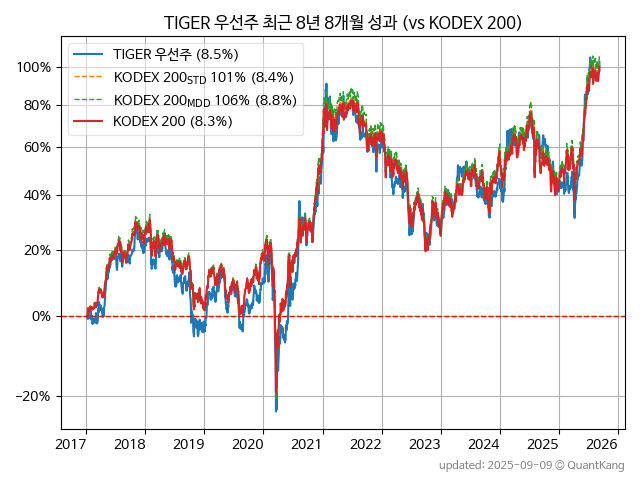 TIGER 우선주 최근 8년 8개월 성과 (vs KODEX 200)
TIGER 우선주 (8.5%)
KODEX 200STD 101% (8.4%)
KODEX 200MDD 106% (8.8%)
KODEX 200 (8.3%)
100%
80%
60%
40%
20%
0%
−20%
2017 2018 2019 2020 2021 2022 2023 2024 2025 2026
updated: 2025-09-09 © QuantKang